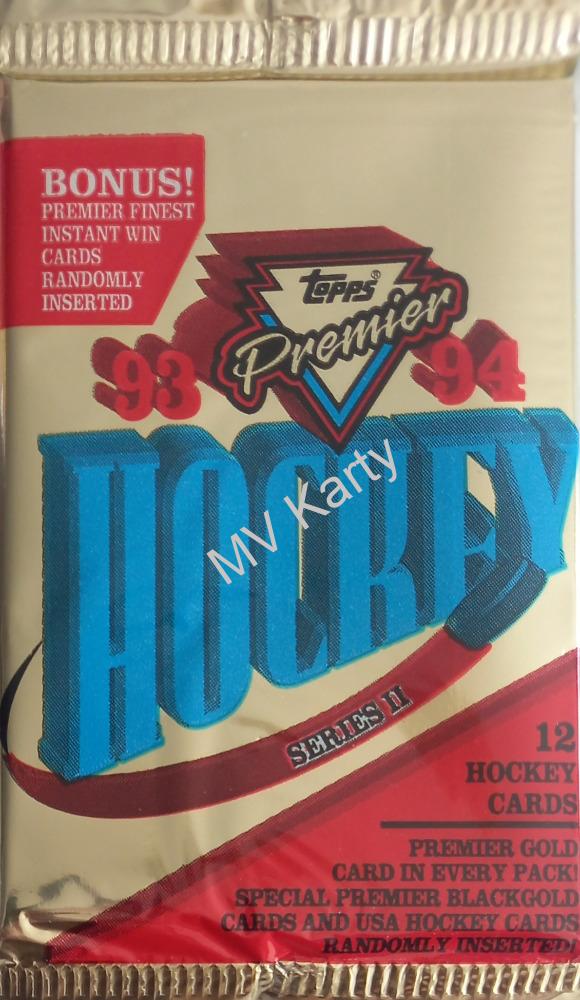 BONUS!
PREMIER FINEST
INSTANT WIN
CARDS
RANDOMLY
INSERTED
Topps®
Premier
93 94
HOCKEY
MV Karty
SERIES II
12
HOCKEY
CARDS
PREMIER GOLD
CARD IN EVERY PACK!
SPECIAL PREMIER BLACKGOLD
CARDS AND USA HOCKEY CARDS
RANDOMLY INSERTED!